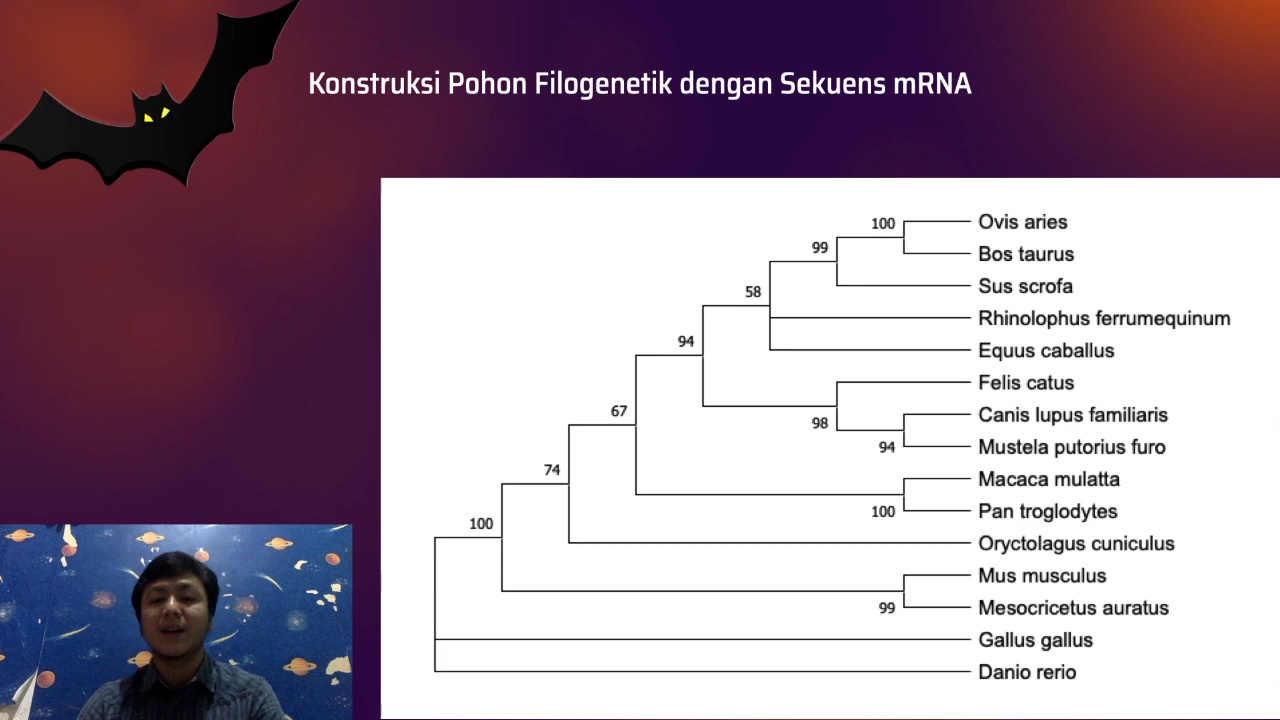 Konstruksi Pohon Filogenetik dengan Sekuens mRNA
100
Ovis aries
99
Bos taurus
Sus scrofa
58
Rhinolophus ferrumequinum
94
Equus caballus
Felis catus
67
98
Canis lupus familiaris
94
Mustela putorius furo
74
Macaca mulatta
100
Pan troglodytes
100
Oryctolagus cuniculus
Mus musculus
99
Mesocricetus auratus
Gallus gallus
Danio rerio